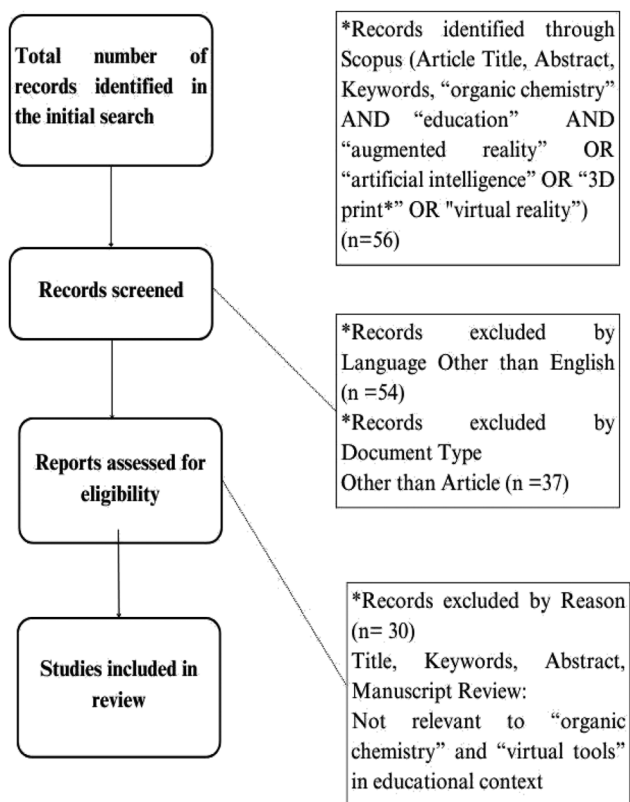 Total number of
records identified in
the initial search
*Records identified through
Scopus (Article Title, Abstract,
Keywords, “organic chemistry”
AND “education” AND
“augmented reality” OR
“artificial intelligence” OR “3D
print*” OR "virtual reality”)
(n=56)
Records screened
*Records excluded by
Language Other than English
(n =54)
*Records excluded by
Document Type
Other than Article (n =37)
Reports assessed for
eligibility
*Records excluded by Reason
(n= 30)
Title, Keywords, Abstract,
Manuscript Review:
Not relevant to “organic
chemistry” and “virtual tools”
in educational context
Studies included in
review